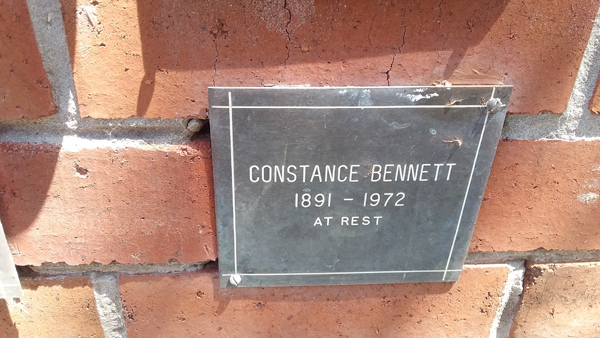 CONSTANCE BENNETT
1891 - 1972
AT REST